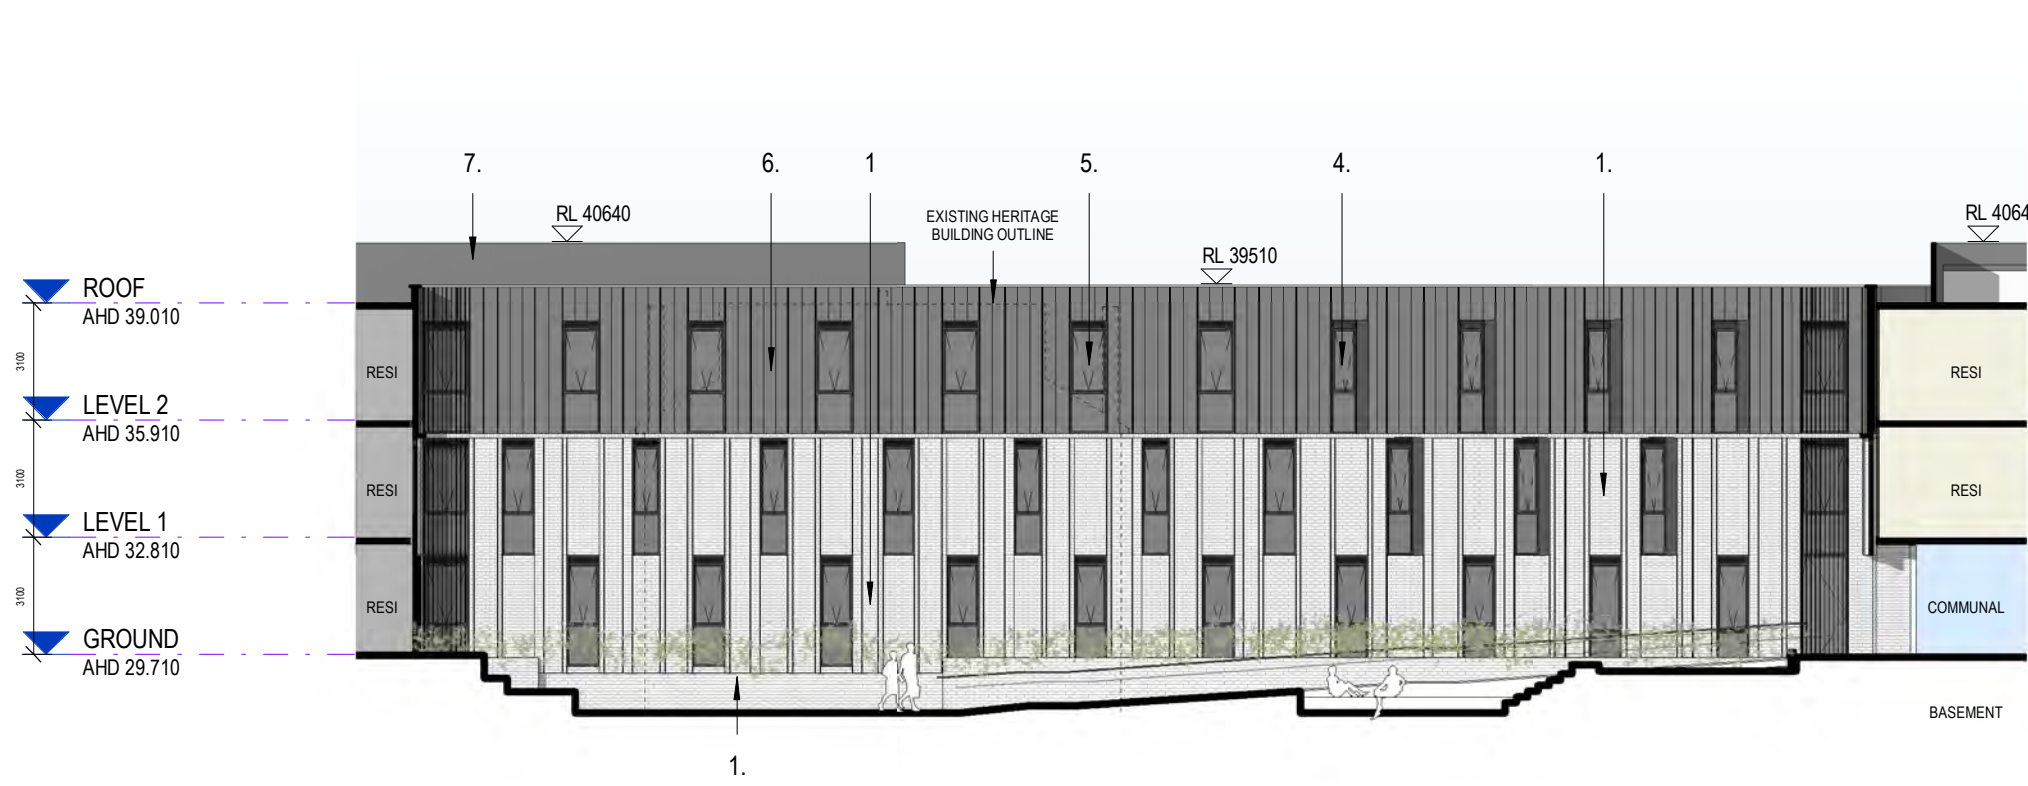 7.
6.
1
5.
4.
1.
RL 40640
EXISTING HERITAGE
BUILDING OUTLINE
RL 4064
RL 39510
ROOF
AHD 39.010
3100
RESI
RESI
LEVEL 2
AHD 35.910
3100
RESI
RESI
LEVEL 1
AHD 32.810
3100
RESI
COMMUNAL
GROUND
AHD 29.710
BASEMENT
1.